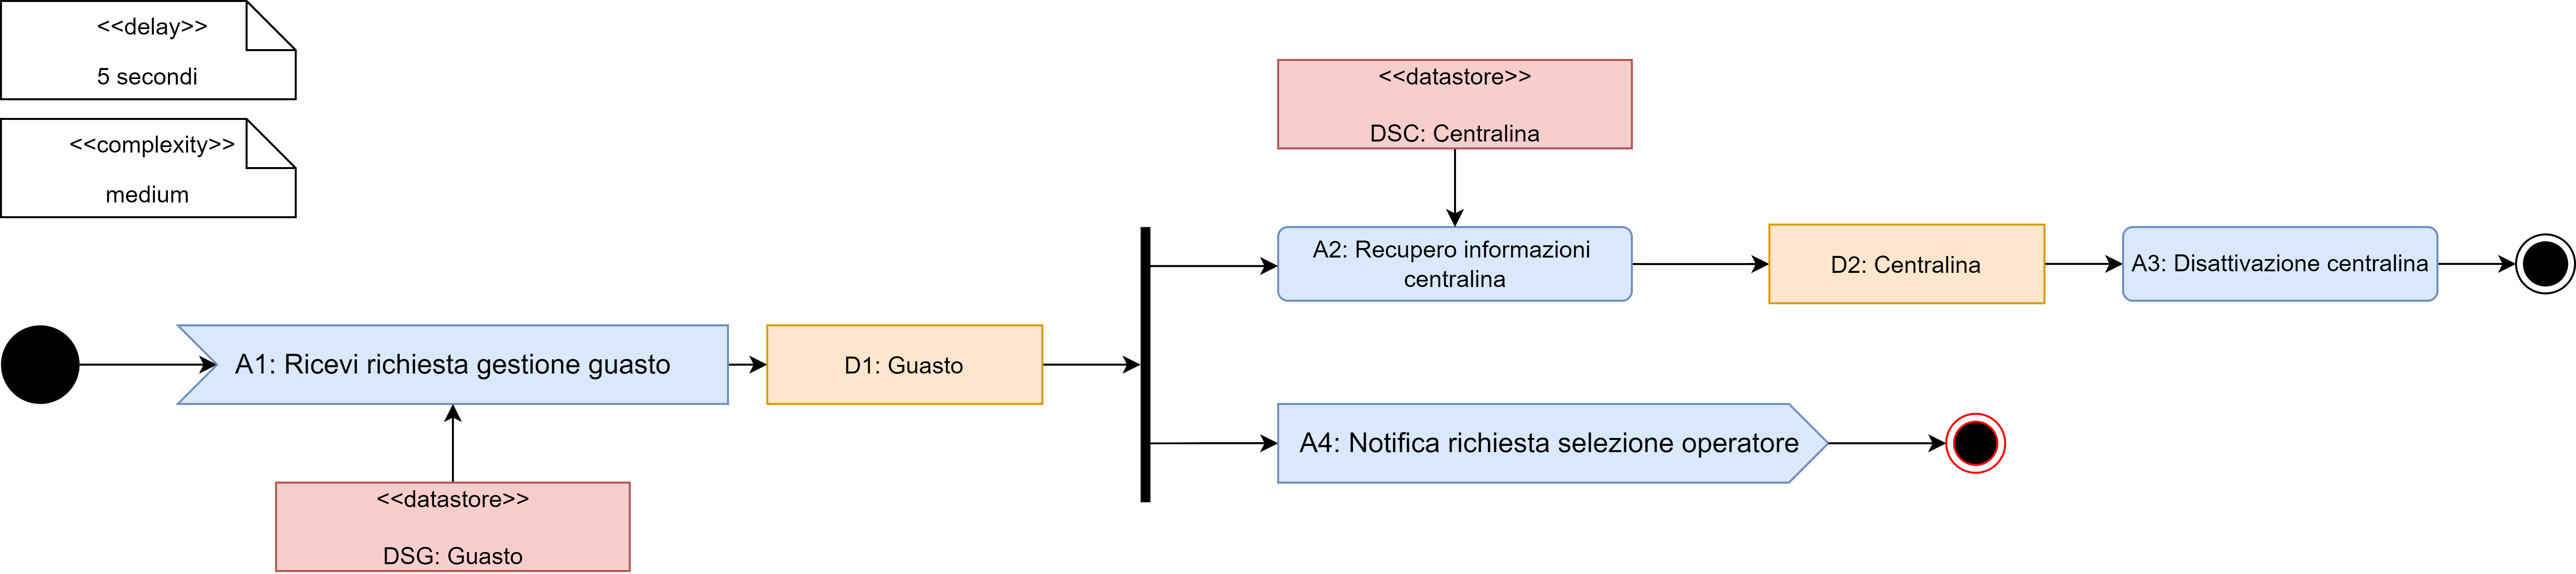 <<delay>>
5 secondi
<<complexity>>
medium
<<datastore>>
DSC: Centralina
A2: Recupero informazioni
centralina
D2: Centralina
A3: Disattivazione centralina
A1: Ricevi richiesta gestione guasto
D1: Guasto
A4: Notifica richiesta selezione operatore
<<datastore>>
DSG: Guasto